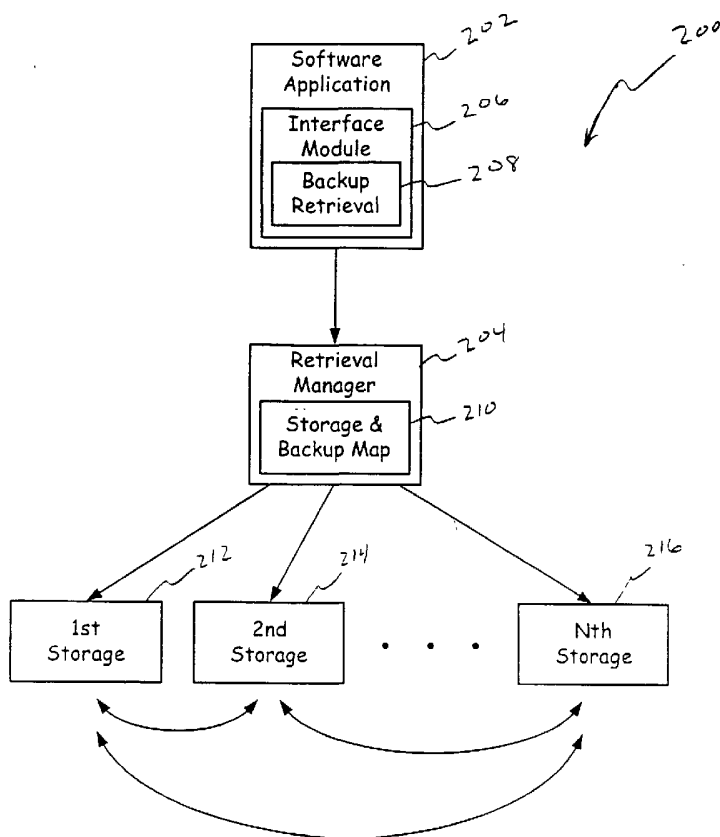 202
200
Software
Application
206
Interface
Module
208
Backup
Retrieval
204
Retrieval
Manager
210
Storage &
Backup Map
212
214
216
1st
Storage
2nd
Storage
. . .
Nth
Storage